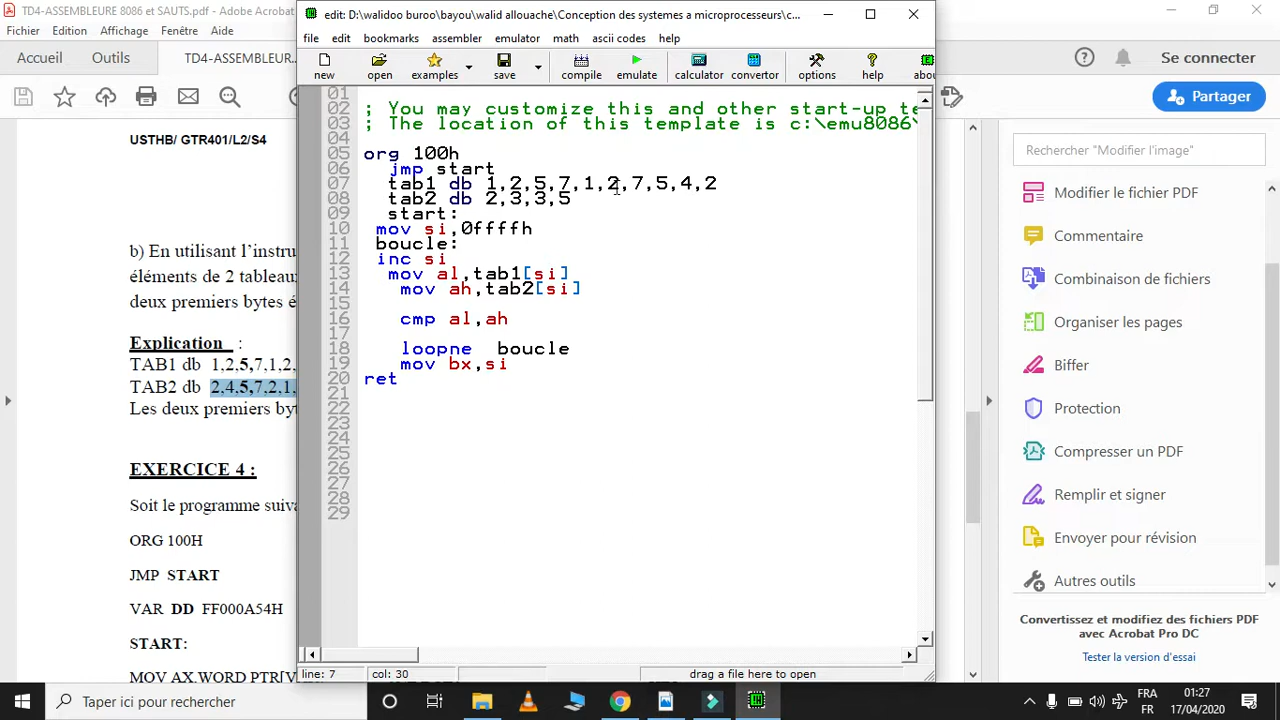 TD4-ASSEMBLEUR 8086 et SAUTS.pdf - Adobe Acrobat
edit: D:\walidoo buroo\bayou\walid allouache\Conception des systemes a microprocesseurs\c...
Fichier Edition Affichage Fenêtre Aide
file edit bookmarks assembler emulator math ascii codes help
Accueil Outils TD4-ASSEMBLEUR...
new open examples save compile emulate calculator convertor options help abou
Se connecter
Partager
Rechercher "Modifier l'image"
Modifier le PDF
Commentaire
Combinaison de fichiers
Organiser les pages
Biffer
Protection
Compresser un PDF
Remplir et signer
Envoyer pour révision
Autres outils
Convertissez et modifiez des fichiers PDF
avec Acrobat Pro DC
Tester la version d'essai
USTHB/ GTR401/L2/S4
b) En utilisant l'instru
éléments de 2 tableau
deux premiers bytes é
Explication :
TAB1 db 1,2,5,7,1,2,
TAB2 db 2,4,5,7,2,1,
Les deux premiers by
EXERCICE 4 :
Soit le programme suiva
ORG 100H
JMP START
VAR DD FF000A54H
START:
MOV AX,WORD PTR[V
01
02 ; You may customize this and other start-up te
03 ; The location of this template is c:\emu8086\
04
05 org 100h
06 jmp start
07 tab1 db 1,2,5,7,1,2,7,5,4,2
08 tab2 db 2,3,3,5
09 start:
10 mov si,0ffffh
11 boucle:
12 inc si
13 mov al,tab1[si]
14 mov ah,tab2[si]
15
16 cmp al,ah
17
18 loopne boucle
19 mov bx,si
20 ret
21
22
23
24
25
26
27
28
29
line: 7 col: 30 drag a file here to open
Taper ici pour rechercher
FR
01:27
17/04/2020